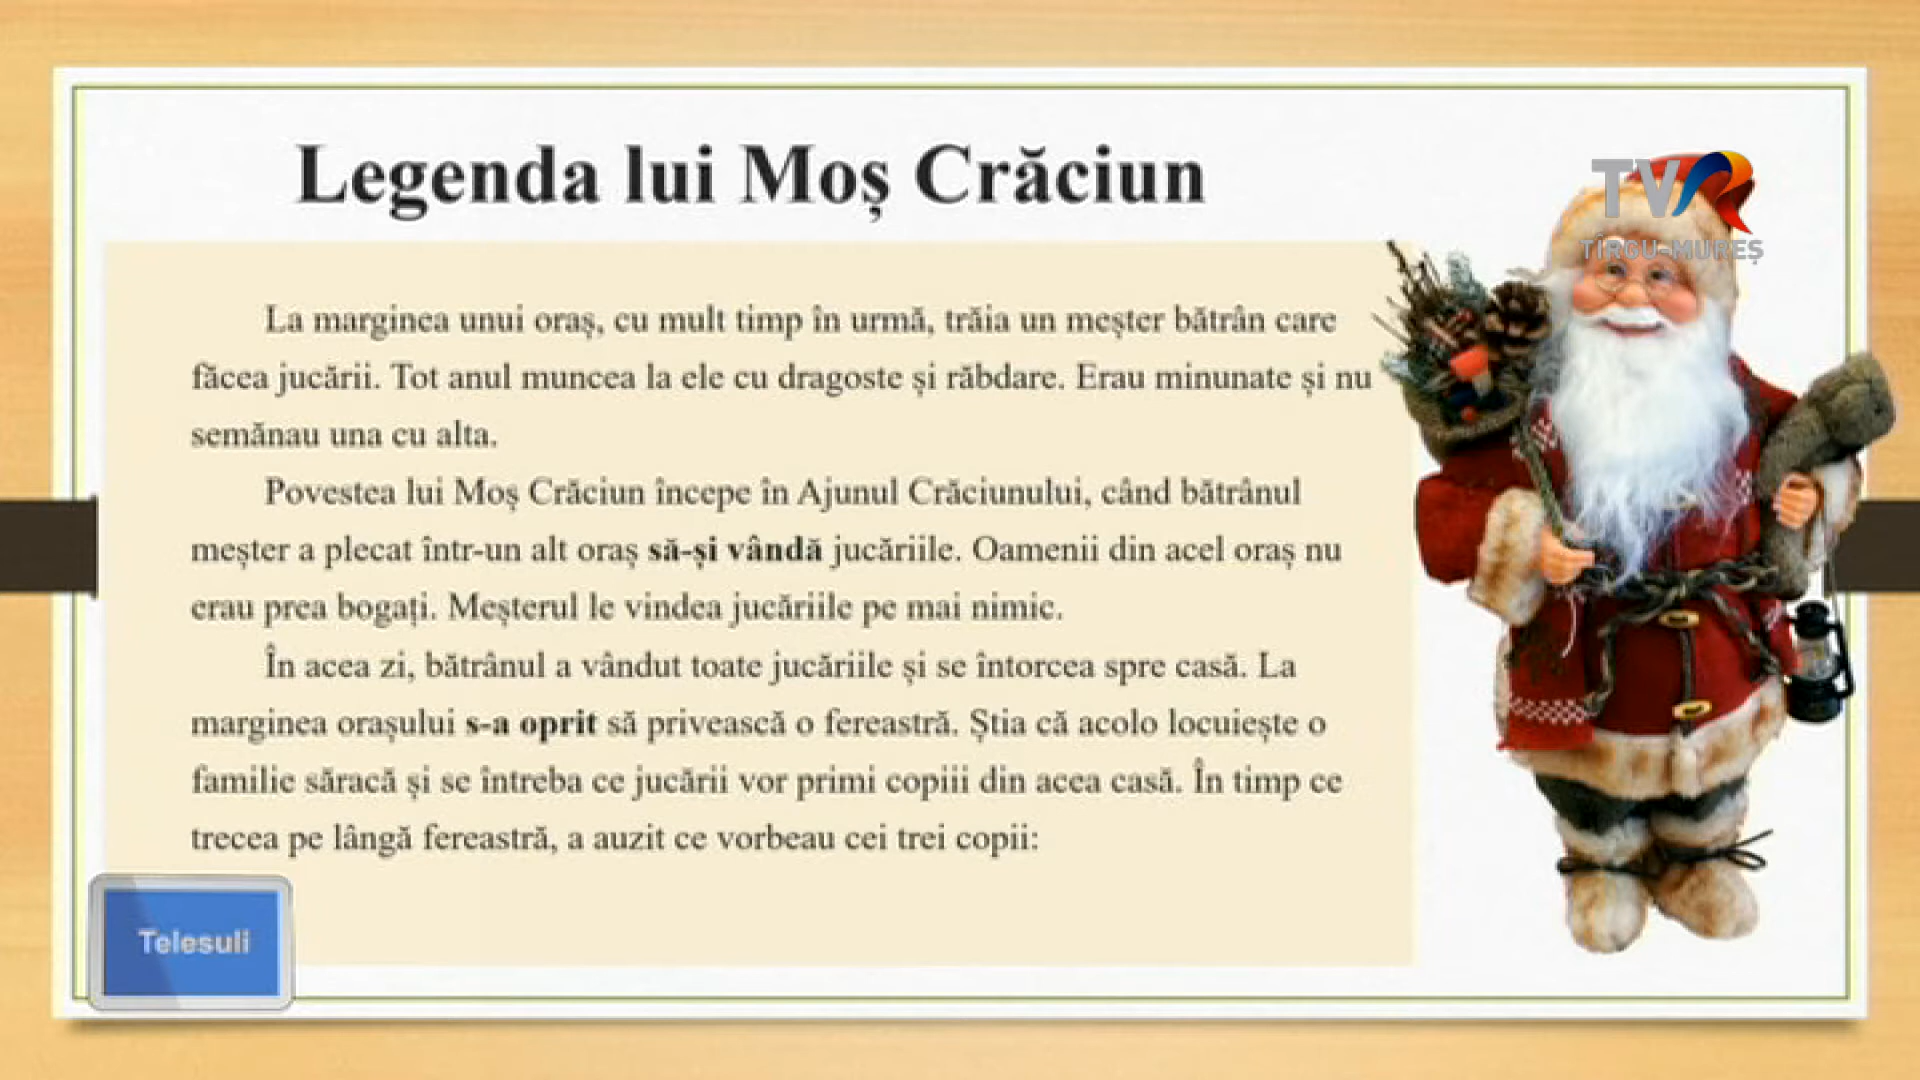 Legenda lui Moș Crăciun
TVR
TÎRGU-MUREȘ
La marginea unui oraș, cu mult timp în urmă, trăia un meșter bătrân care
făcea jucării. Tot anul muncea la ele cu dragoste și răbdare. Erau minunate și nu
semănau una cu alta.
Povestea lui Moș Crăciun începe în Ajunul Crăciunului, când bătrânul
meșter a plecat într-un alt oraș să-și vândă jucăriile. Oamenii din acel oraș nu
erau prea bogați. Meșterul le vindea jucăriile pe mai nimic.
În acea zi, bătrânul a vândut toate jucăriile și se întorcea spre casă. La
marginea orașului s-a oprit să privească o fereastră. Știa că acolo locuiește o
familie săracă și se întreba ce jucării vor primi copiii din acea casă. În timp ce
trecea pe lângă fereastră, a auzit ce vorbeau cei trei copii:
Telesuli